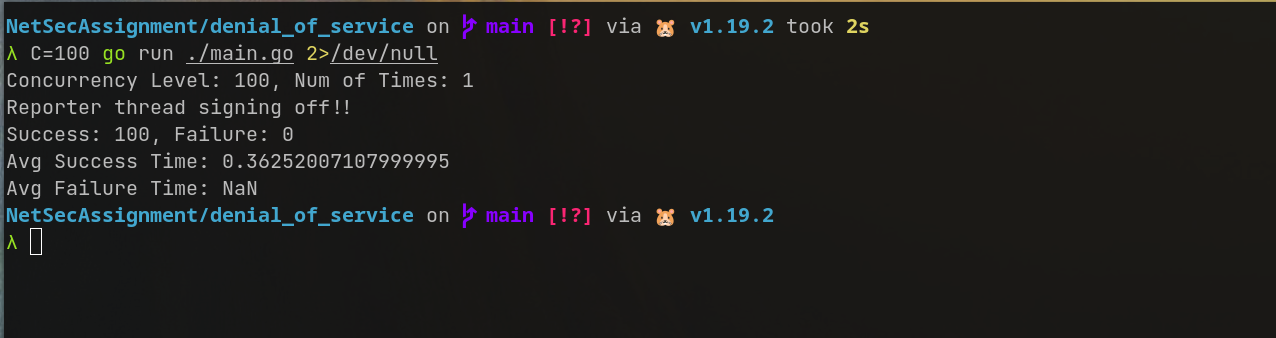 NetSecAssignment/denial_of_service on main [!?] via 🐹 v1.19.2 took 2s
λ C=100 go run ./main.go 2>/dev/null
Concurrency Level: 100, Num of Times: 1
Reporter thread signing off!!
Success: 100, Failure: 0
Avg Success Time: 0.36252007107999995
Avg Failure Time: NaN
NetSecAssignment/denial_of_service on main [!?] via 🐹 v1.19.2
λ